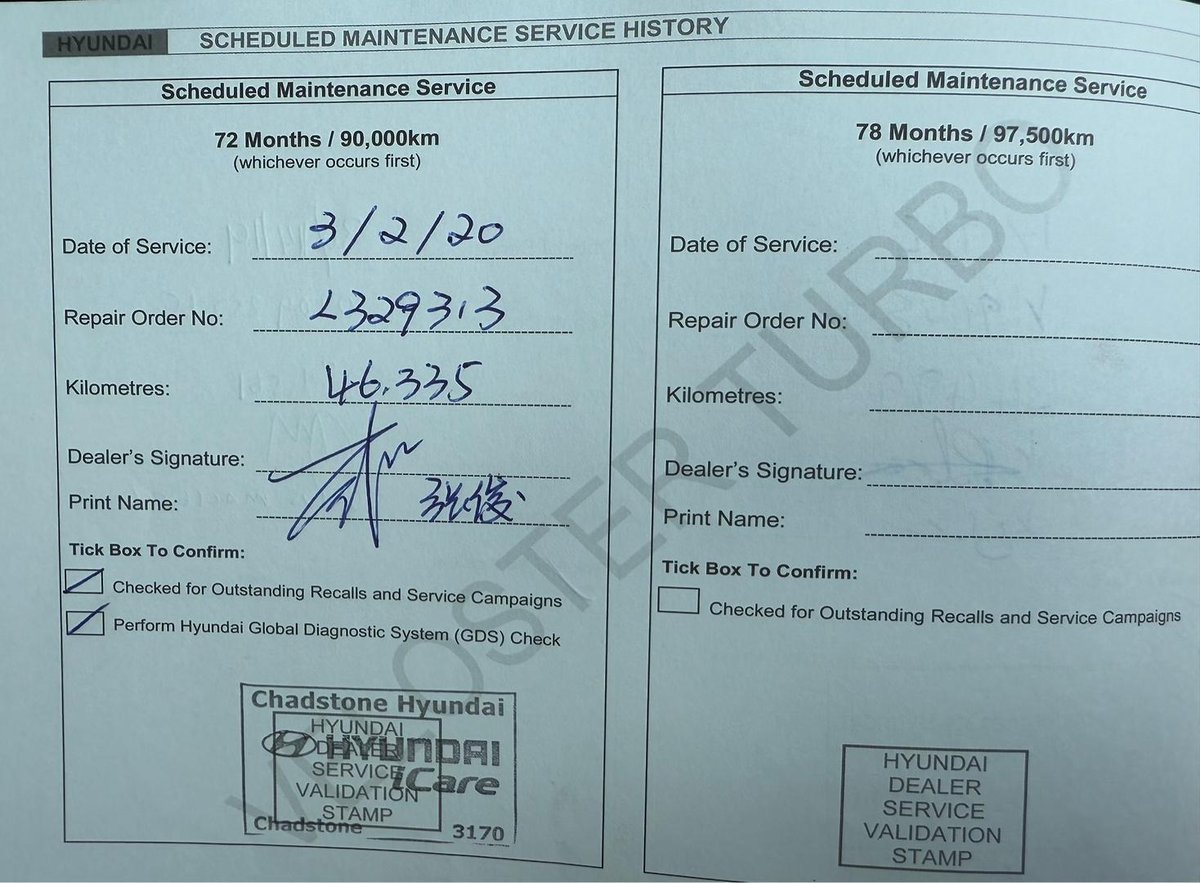 HYUNDAI SCHEDULED MAINTENANCE SERVICE HISTORY
Scheduled Maintenance Service
72 Months / 90,000km
(whichever occurs first)
Date of Service: 3/2/20
Repair Order No: L329313
Kilometres: 46.335
Dealer's Signature:
Print Name: 张俊
Tick Box To Confirm:
Checked for Outstanding Recalls and Service Campaigns
Perform Hyundai Global Diagnostic System (GDS) Check
Chadstone Hyundai
HYUNDAI
DEALER
HYUNDAI
SERVICE
iCare
VALIDATION
STAMP
Chadstone 3170
Scheduled Maintenance Service
78 Months / 97,500km
(whichever occurs first)
Date of Service:
Repair Order No:
Kilometres:
Dealer's Signature:
Print Name:
Tick Box To Confirm:
Checked for Outstanding Recalls and Service Campaigns
HYUNDAI
DEALER
SERVICE
VALIDATION
STAMP
VELOSTER TURBO